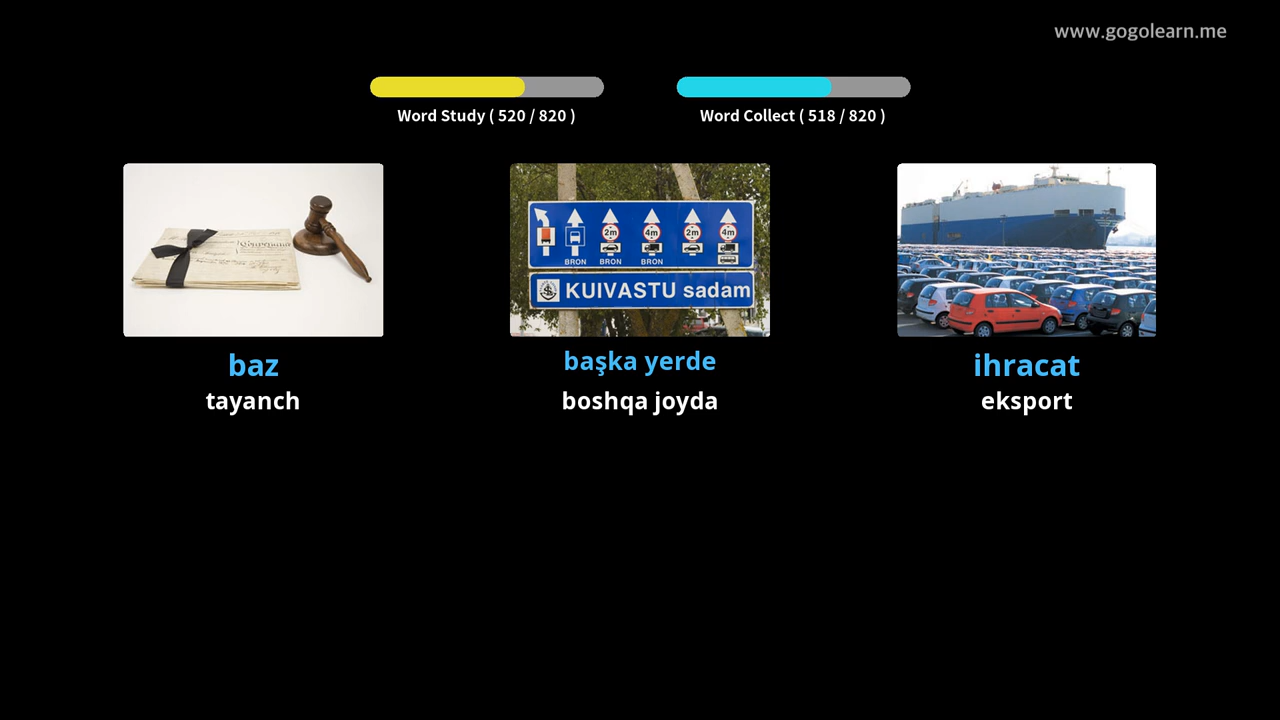 www.gogolearn.me
Word Study ( 520 / 820 )
Word Collect ( 518 / 820 )
2m 4m 2m 4m
BRON BRON BRON
KUIVASTU sadam
baz
tayanch
başka yerde
boshqa joyda
ihracat
eksport